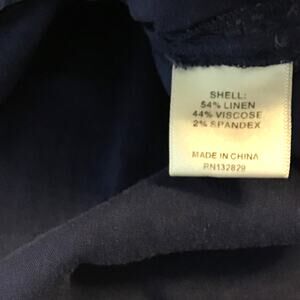 SHELL:
54% LINEN
44% VISCOSE
2% SPANDEX
MADE IN CHINA
RN132829